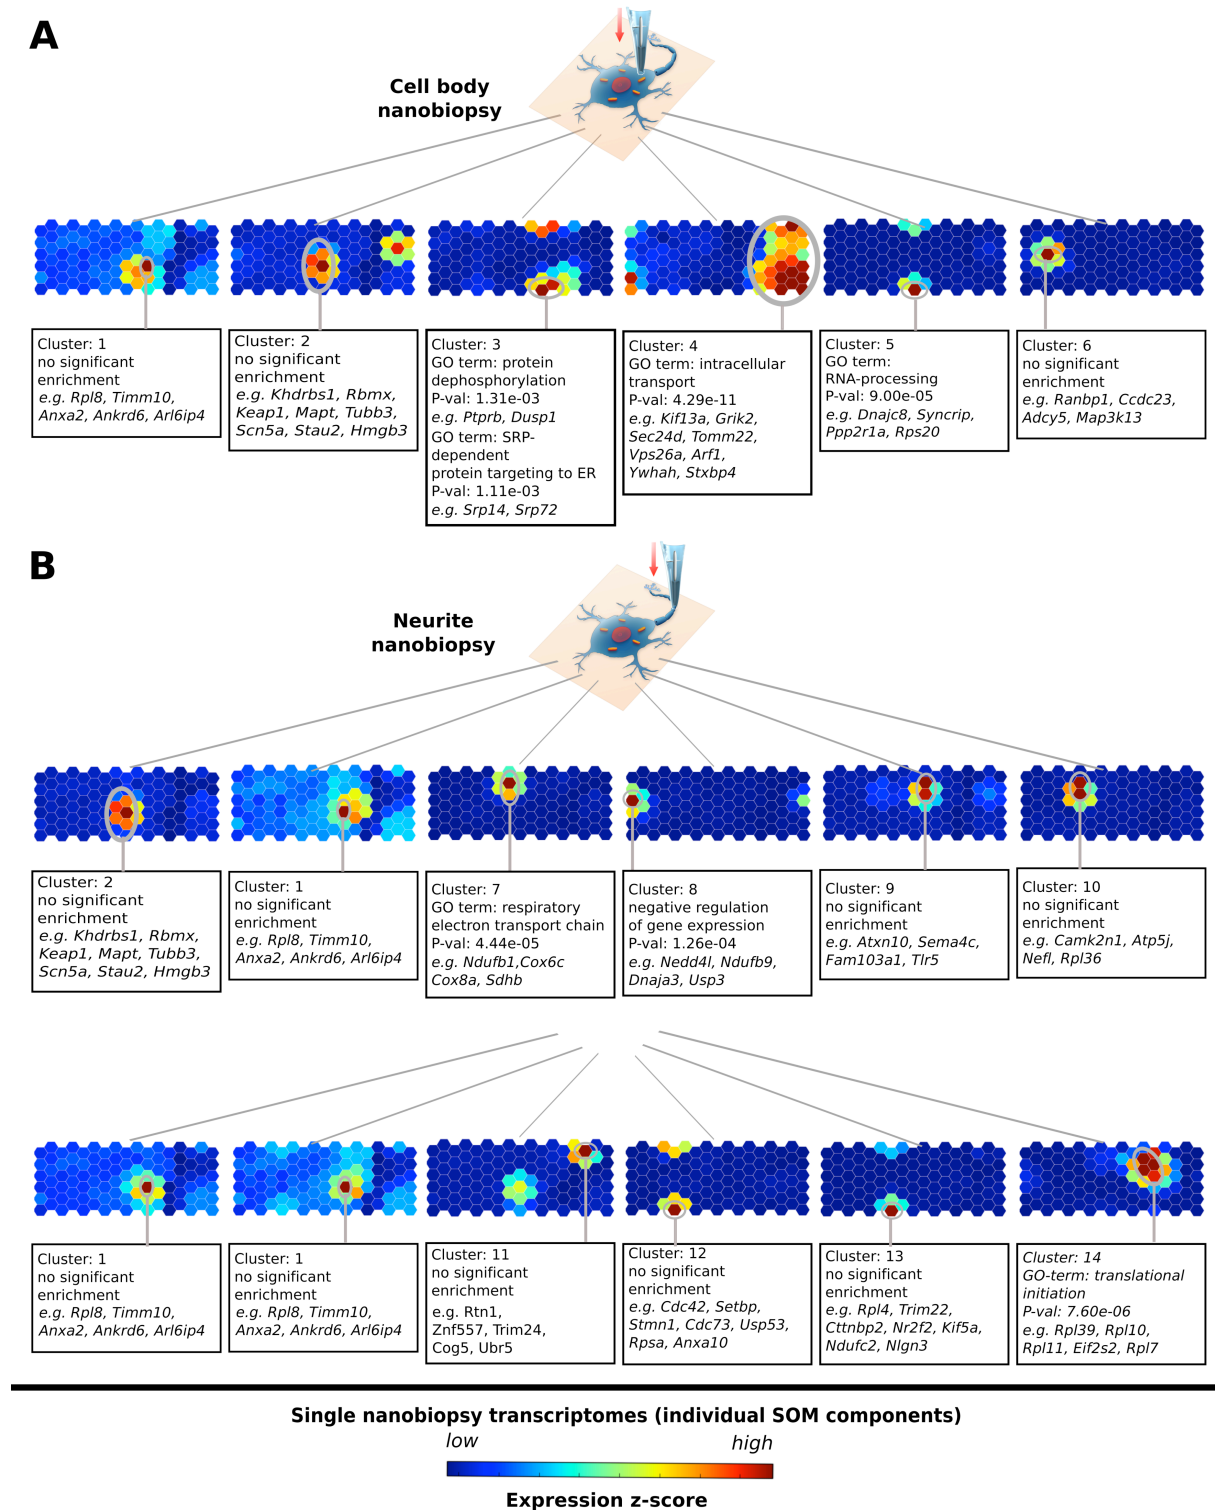 A
Cell body
nanobiopsy
Cluster: 1
no significant
enrichment
e.g. Rpl8, Timm10,
Anxa2, Ankrd6, Arl6ip4
Cluster: 2
no significant
enrichment
e.g. Khdrbs1, Rbmx,
Keap1, Mapt, Tubb3,
Scn5a, Stau2, Hmgb3
Cluster: 3
GO term: protein
dephosphorylation
P-val: 1.31e-03
e.g. Ptprb, Dusp1
GO term: SRP-
dependent
protein targeting to ER
P-val: 1.11e-03
e.g. Srp14, Srp72
Cluster: 4
GO term: intracellular
transport
P-val: 4.29e-11
e.g. Kif13a, Grik2,
Sec24d, Tomm22,
Vps26a, Arf1,
Ywhah, Stxbp4
Cluster: 5
GO term:
RNA-processing
P-val: 9.00e-05
e.g. Dnajc8, Syncrip,
Ppp2r1a, Rps20
Cluster: 6
no significant
enrichment
e.g. Ranbp1, Ccdc23,
Adcy5, Map3k13
B
Neurite
nanobiopsy
Cluster: 2
no significant
enrichment
e.g. Khdrbs1, Rbmx,
Keap1, Mapt, Tubb3,
Scn5a, Stau2, Hmgb3
Cluster: 1
no significant
enrichment
e.g. Rpl8, Timm10,
Anxa2, Ankrd6, Arl6ip4
Cluster: 7
GO term: respiratory
electron transport chain
P-val: 4.44e-05
e.g. Ndufb1,Cox6c
Cox8a, Sdhb
Cluster: 8
negative regulation
of gene expression
P-val: 1.26e-04
e.g. Nedd4l, Ndufb9,
Dnaja3, Usp3
Cluster: 9
no significant
enrichment
e.g. Atxn10, Sema4c,
Fam103a1, Tlr5
Cluster: 10
no significant
enrichment
e.g. Camk2n1, Atp5j,
Nefl, Rpl36
Cluster: 1
no significant
enrichment
e.g. Rpl8, Timm10,
Anxa2, Ankrd6, Arl6ip4
Cluster: 1
no significant
enrichment
e.g. Rpl8, Timm10,
Anxa2, Ankrd6, Arl6ip4
Cluster: 11
no significant
enrichment
e.g. Rtn1,
Znf557, Trim24,
Cog5, Ubr5
Cluster: 12
no significant
enrichment
e.g. Cdc42, Setbp,
Stmn1, Cdc73, Usp53,
Rpsa, Anxa10
Cluster: 13
no significant
enrichment
e.g. Rpl4, Trim22,
Cttnbp2, Nr2f2, Kif5a,
Ndufc2, Nlgn3
Cluster: 14
GO-term: translational
initiation
P-val: 7.60e-06
e.g. Rpl39, Rpl10,
Rpl11, Eif2s2, Rpl7
Single nanobiopsy transcriptomes (individual SOM components)
low high
Expression z-score